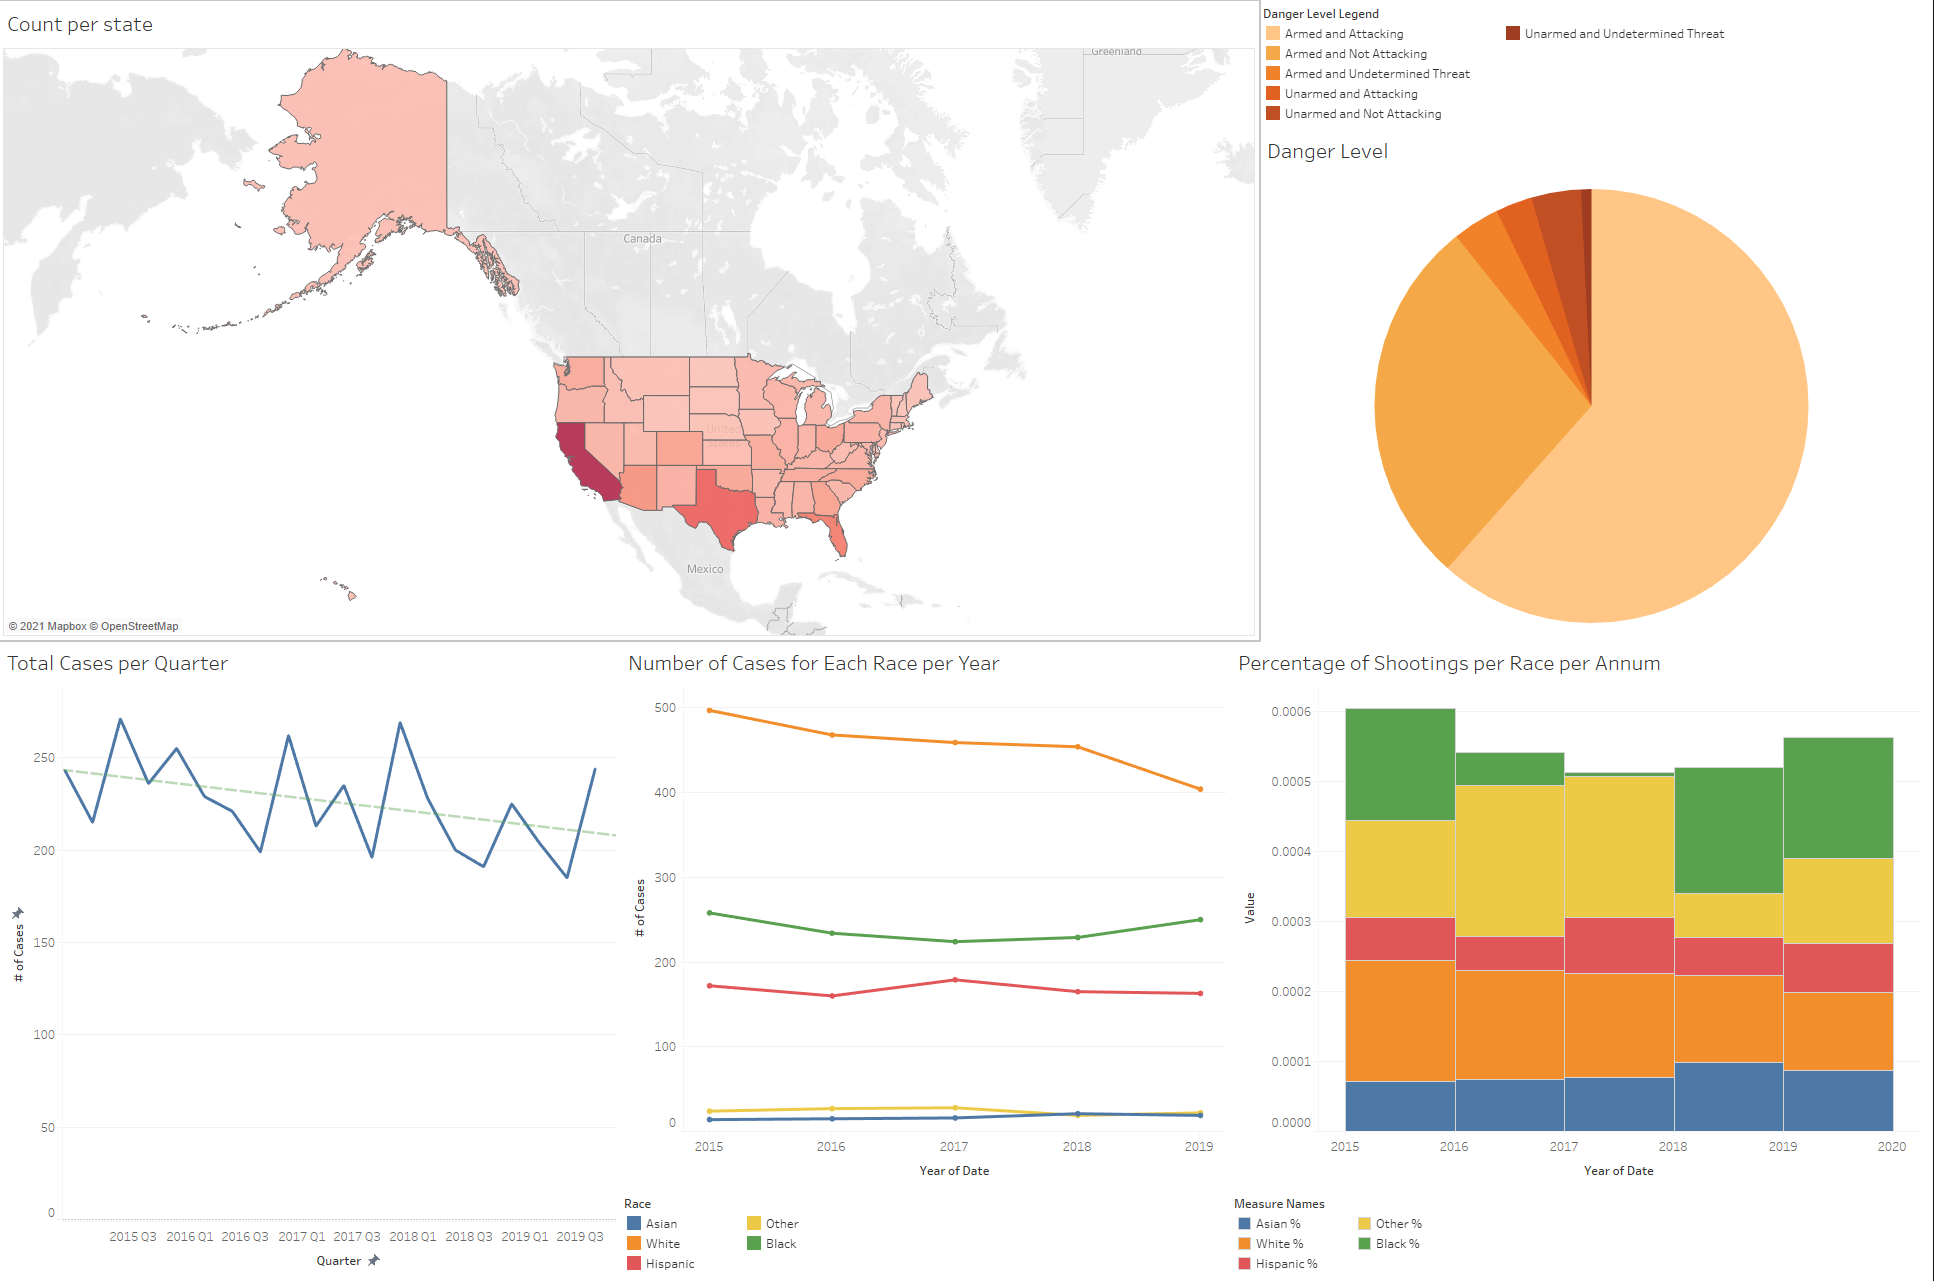 Count per state
Greenland
Canada
United
States
Mexico
© 2021 Mapbox © OpenStreetMap
Danger Level Legend
Armed and Attacking
Armed and Not Attacking
Armed and Undetermined Threat
Unarmed and Attacking
Unarmed and Not Attacking
Unarmed and Undetermined Threat
Danger Level
Total Cases per Quarter
# of Cases
250
200
150
100
50
0
2015 Q3 2016 Q1 2016 Q3 2017 Q1 2017 Q3 2018 Q1 2018 Q3 2019 Q1 2019 Q3
Quarter
Number of Cases for Each Race per Year
# of Cases
500
400
300
200
100
0
2015 2016 2017 2018 2019
Year of Date
Race
Asian
White
Hispanic
Other
Black
Percentage of Shootings per Race per Annum
Value
0.0006
0.0005
0.0004
0.0003
0.0002
0.0001
0.0000
2015 2016 2017 2018 2019 2020
Year of Date
Measure Names
Asian %
White %
Hispanic %
Other %
Black %